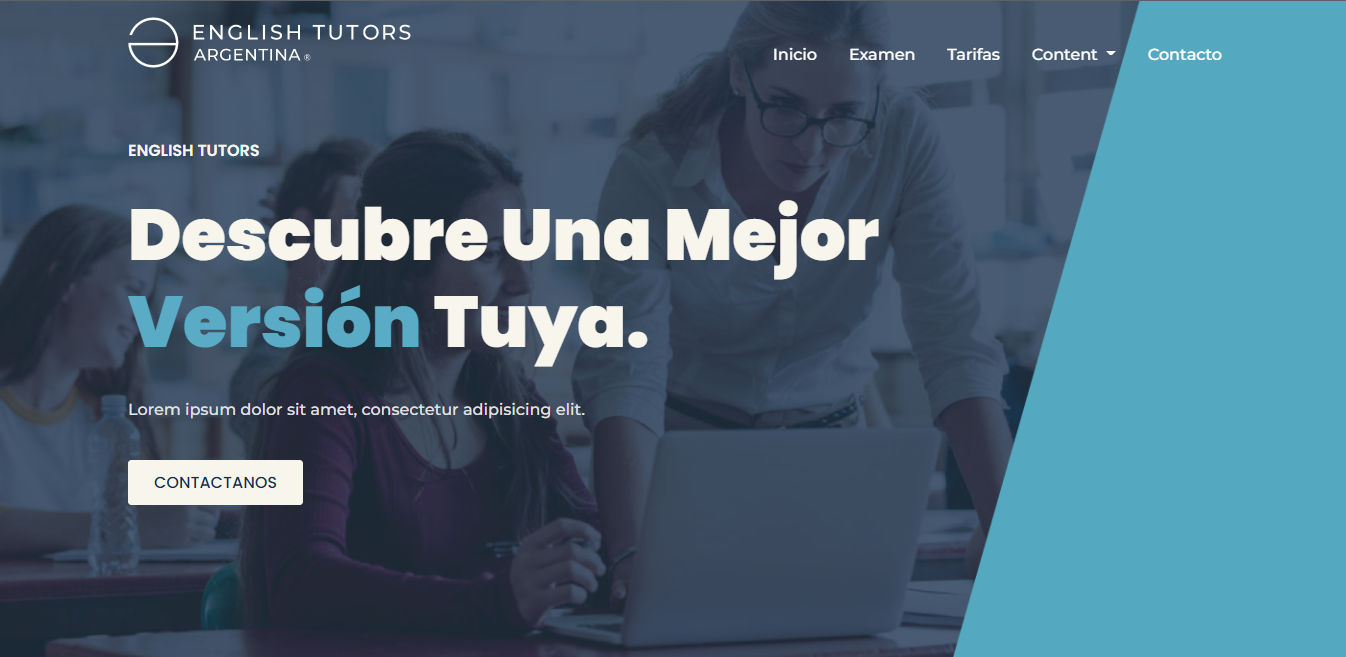 ENGLISH TUTORS
ARGENTINA ®
Inicio Examen Tarifas Content Contacto
ENGLISH TUTORS
Descubre Una Mejor
Versión Tuya.
Lorem ipsum dolor sit amet, consectetur adipisicing elit.
CONTACTANOS